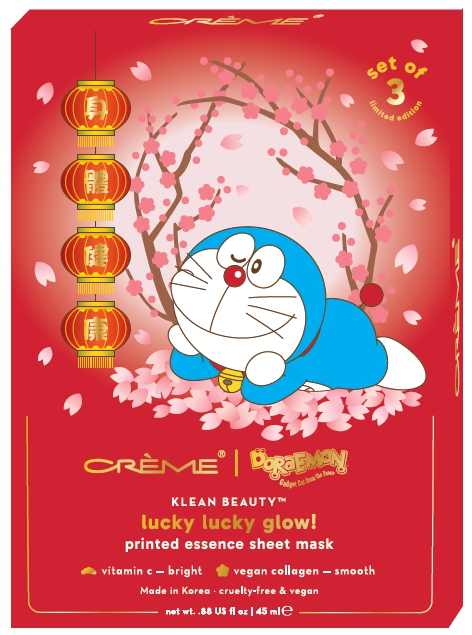 CRÈME®
set of
3
limited edition
身
體
健
康
CRÈME
CRÈME® | DORAEMON
Gadget Cat from the Future
KLEAN BEAUTY™
lucky lucky glow!
printed essence sheet mask
vitamin c — bright vegan collagen — smooth
Made in Korea · cruelty-free & vegan
net wt. .88 US fl oz | 45 ml ℮